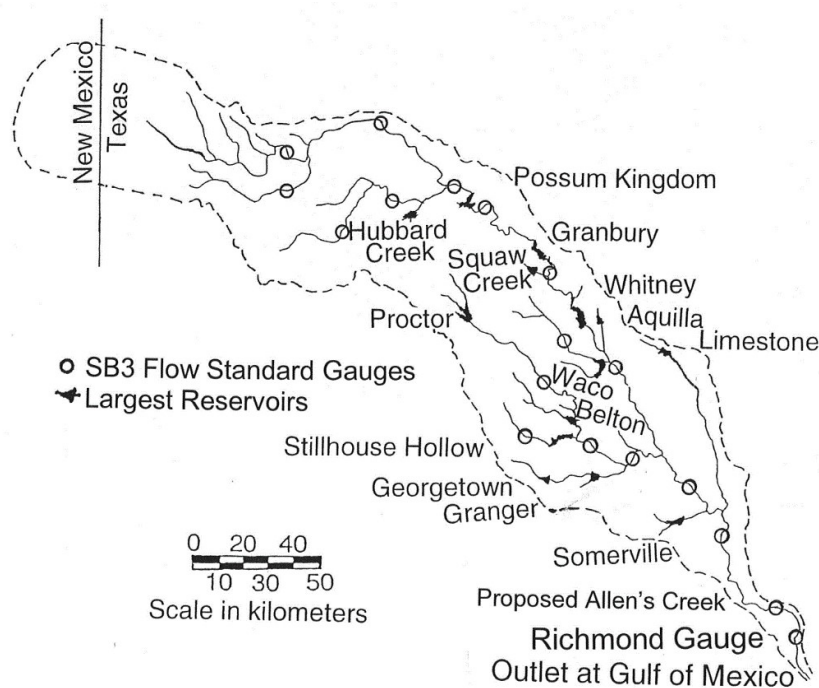 New Mexico
Texas
Possum Kingdom
Hubbard
Creek
Granbury
Squaw
Creek
Whitney
Proctor
Aquilla
Limestone
SB3 Flow Standard Gauges
Largest Reservoirs
Waco
Belton
Stillhouse Hollow
Georgetown
Granger
Somerville
0 20 40
10 30 50
Scale in kilometers
Proposed Allen's Creek
Richmond Gauge
Outlet at Gulf of Mexico